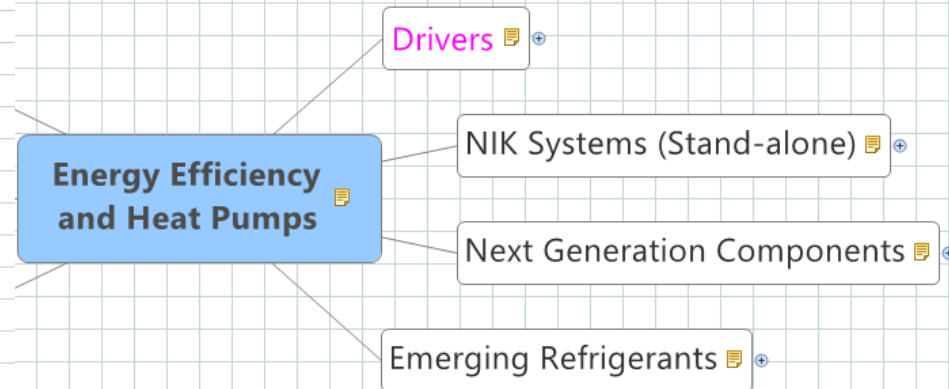 Drivers
NIK Systems (Stand-alone)
Energy Efficiency
and Heat Pumps
Next Generation Components
Emerging Refrigerants